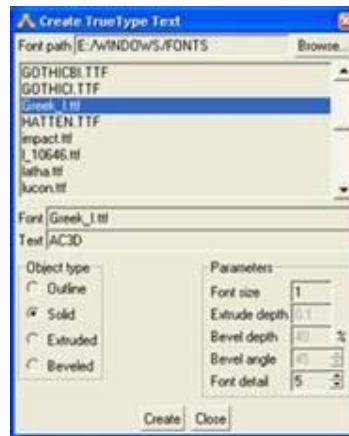 Create TrueType Text
Font path E:/WINDOWS/FONTS Browse...
GOTHICBI.TTF
GOTHICI.TTF
Greek_I.ttf
HATTEN.TTF
impact.ttf
l_10646.ttf
latha.ttf
lucon.ttf
Font Greek_I.ttf
Text AC3D
Object type
Outline
Solid
Extruded
Beveled
Parameters
Font size 1
Extrude depth 0.1
Bevel depth 40 %
Bevel angle 45
Font detail 5
Create Close